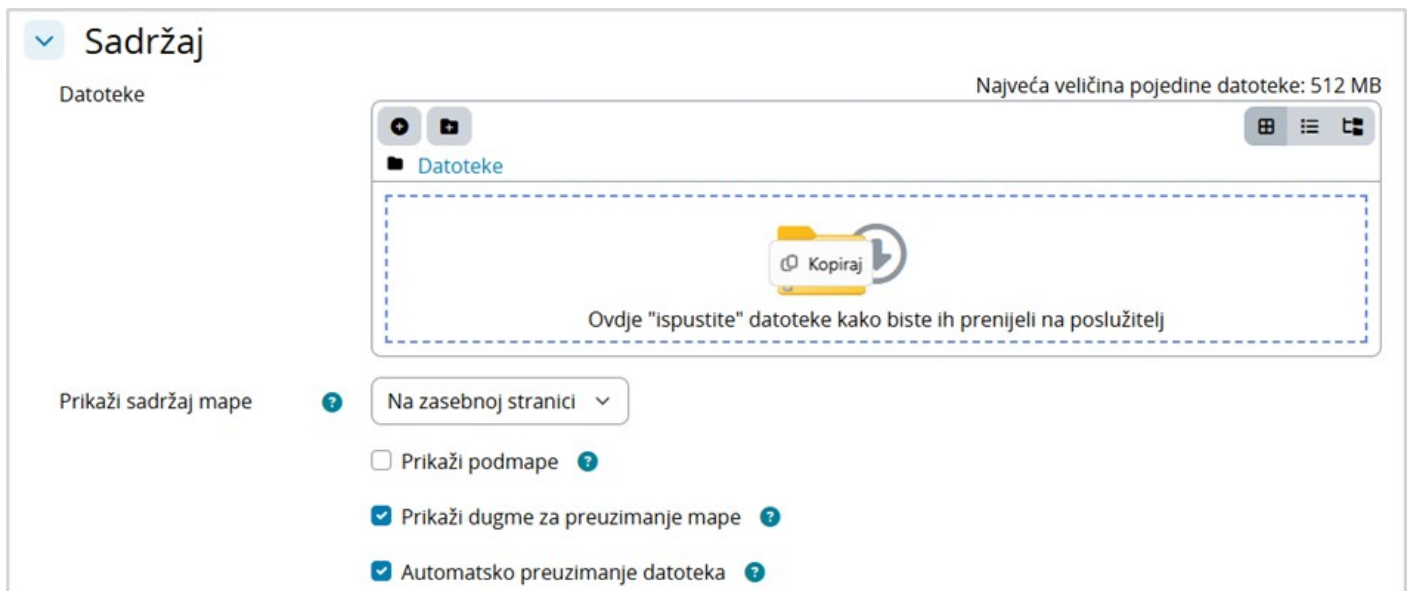 Sadržaj
Datoteke
Najveća veličina pojedine datoteke: 512 MB
Datoteke
Kopiraj
Ovdje "ispustite" datoteke kako biste ih prenijeli na poslužitelj
Prikaži sadržaj mape ? Na zasebnoj stranici
Prikaži podmape ?
Prikaži dugme za preuzimanje mape ?
Automatsko preuzimanje datoteka ?